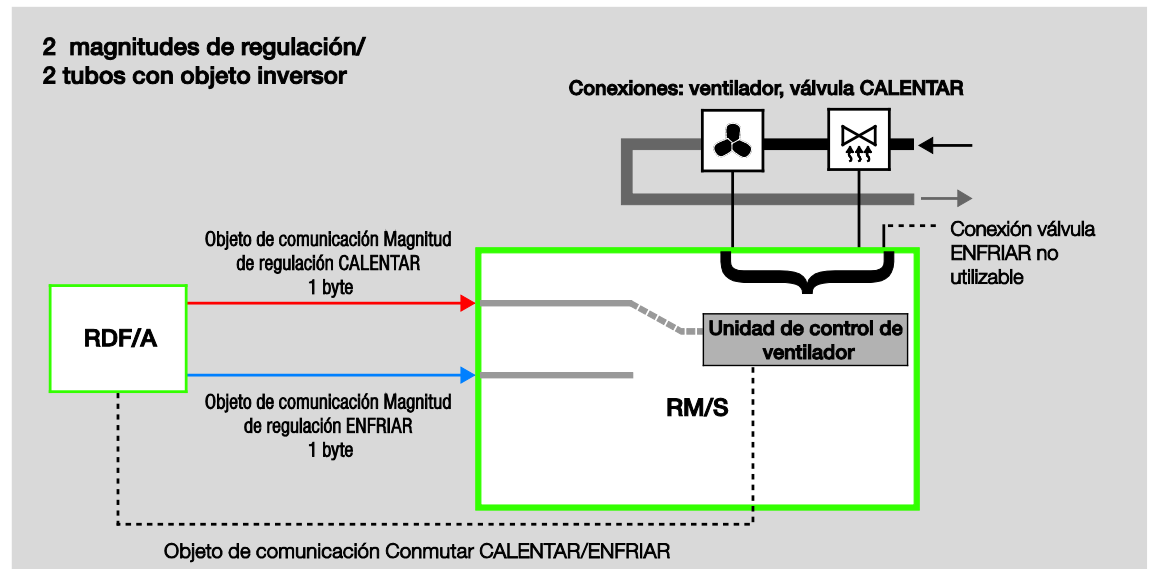 2 magnitudes de regulación/
2 tubos con objeto inversor
Conexiones: ventilador, válvula CALENTAR
Conexión válvula
ENFRIAR no
utilizable
Objeto de comunicación Magnitud
de regulación CALENTAR
1 byte
RDF/A
Unidad de control de
ventilador
RM/S
Objeto de comunicación Magnitud
de regulación ENFRIAR
1 byte
Objeto de comunicación Conmutar CALENTAR/ENFRIAR